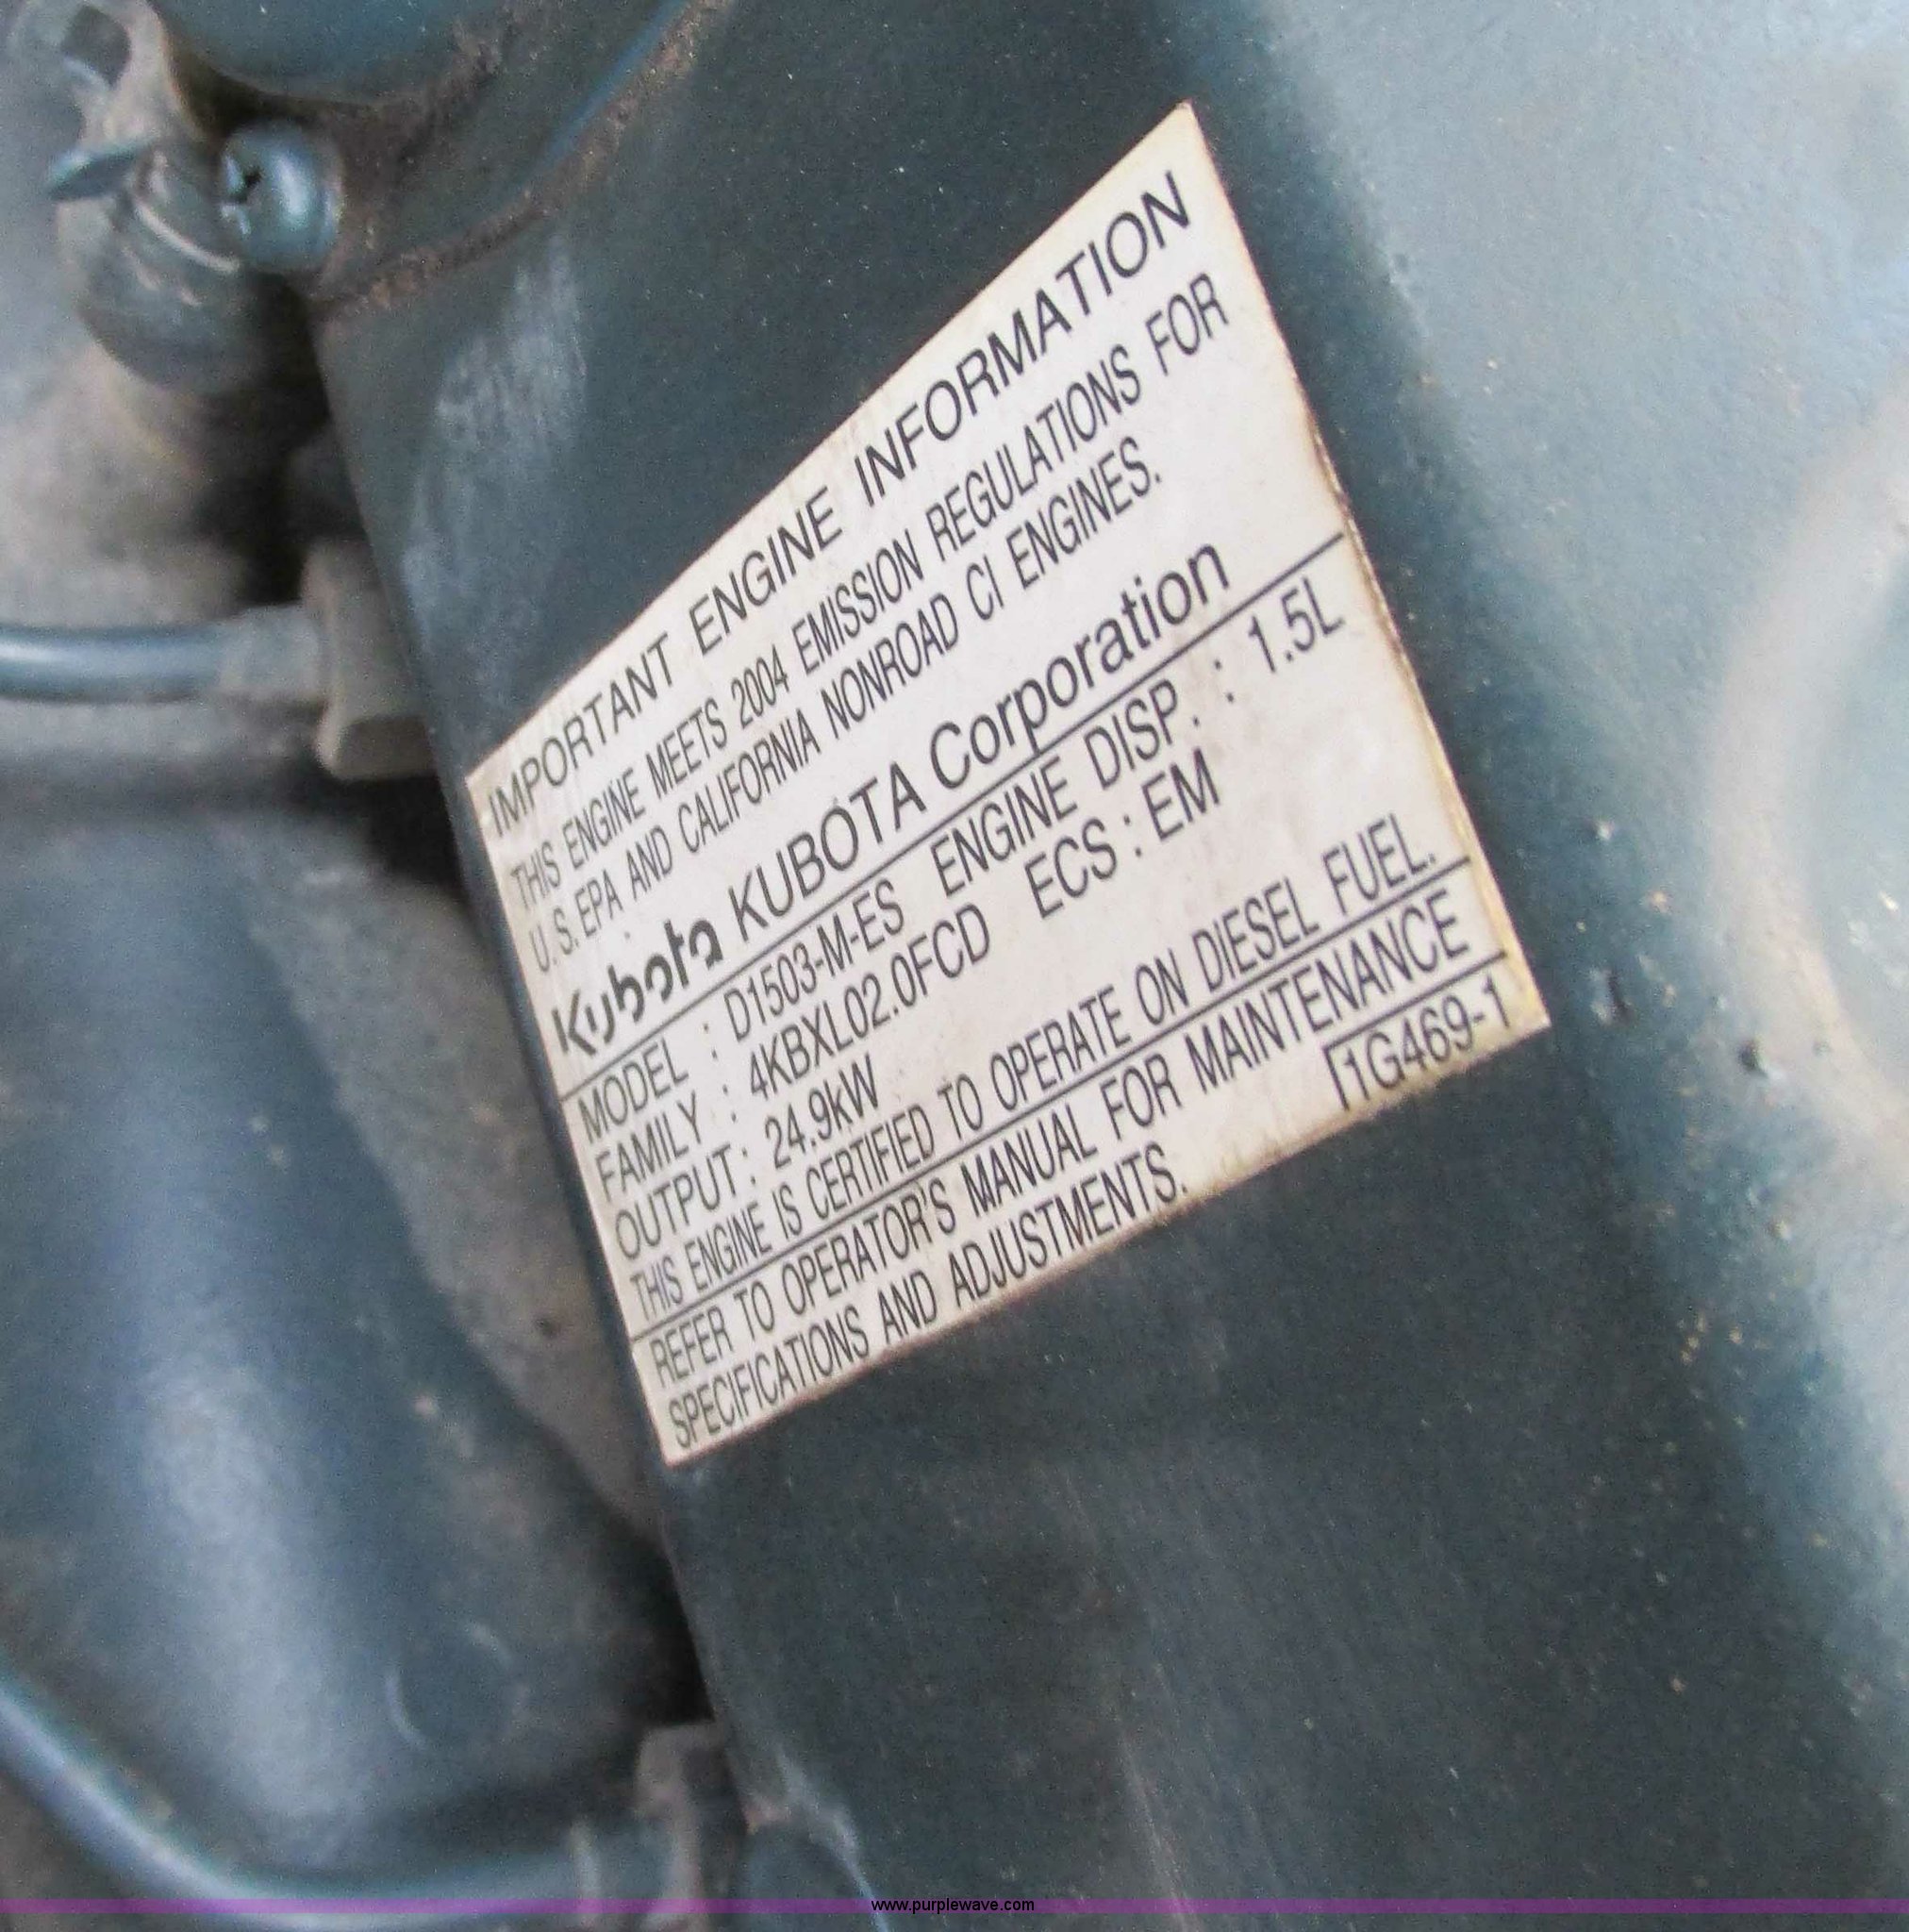 IMPORTANT ENGINE INFORMATION
THIS ENGINE MEETS 2004 EMISSION REGULATIONS FOR
U.S. EPA AND CALIFORNIA NONROAD CI ENGINES.
Kubota KUBOTA Corporation
MODEL : D1503-M-ES ENGINE DISP. : 1.5L
FAMILY : 4KBXL02.0FCD ECS : EM
OUTPUT : 24.9kW
THIS ENGINE IS CERTIFIED TO OPERATE ON DIESEL FUEL.
REFER TO OPERATOR'S MANUAL FOR MAINTENANCE
SPECIFICATIONS AND ADJUSTMENTS.
1G469-1
www.purplewave.com